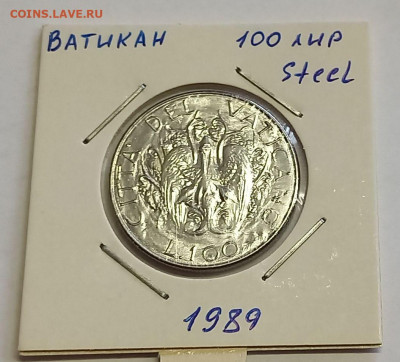 COINS.LAVE.RU
ВАТИКАН 100 лир
Steel
CITTA' DEL VATICANO
L.100
1989